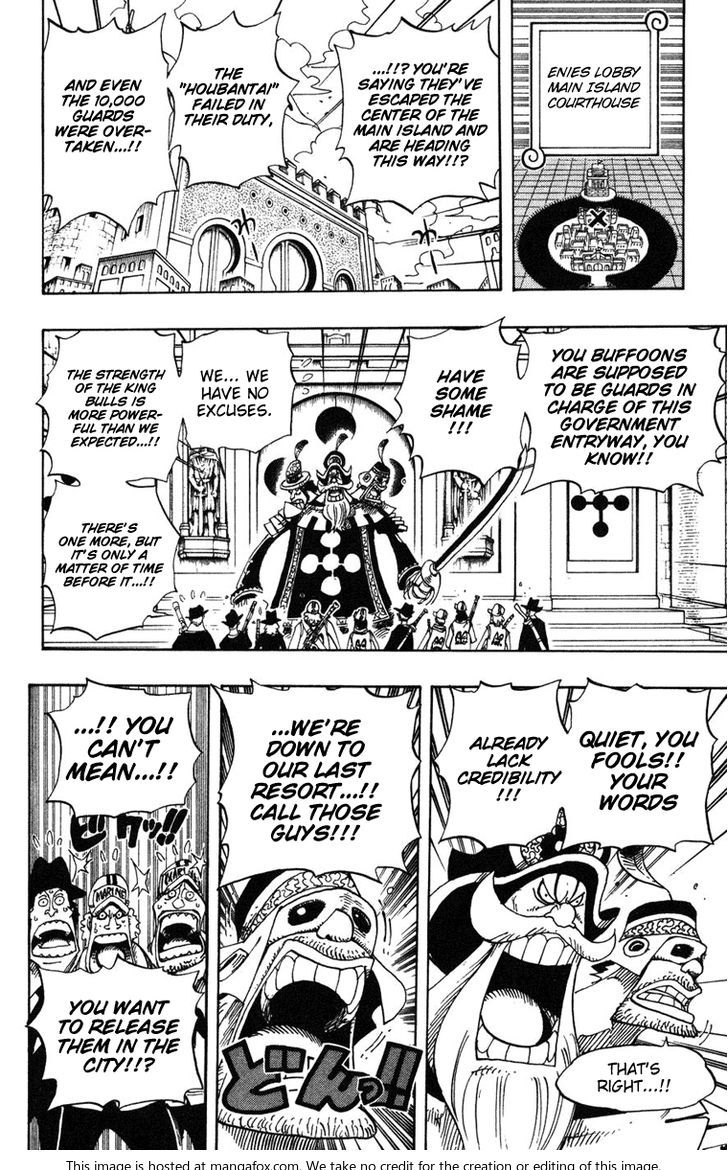 ENIES LOBBY
MAIN ISLAND
COURTHOUSE
...!!? YOU'RE
SAYING THEY'VE
ESCAPED THE
CENTER OF THE
MAIN ISLAND AND
ARE HEADING
THIS WAY!!?
THE
"HOUBANTAI"
FAILED IN
THEIR DUTY,
AND EVEN
THE 10,000
GUARDS
WERE OVER-
TAKEN...!!
YOU BUFFOONS
ARE SUPPOSED
TO BE GUARDS IN
CHARGE OF THIS
GOVERNMENT
ENTRYWAY, YOU
KNOW!!
HAVE
SOME
SHAME
!!!
WE... WE
HAVE NO
EXCUSES.
THE STRENGTH
OF THE KING
BULLS IS
MORE POWER-
FUL THAN WE
EXPECTED...!!
THERE'S
ONE MORE, BUT
IT'S ONLY A
MATTER OF TIME
BEFORE IT...!!
QUIET, YOU
FOOLS!!
YOUR
WORDS
ALREADY
LACK
CREDIBILITY
!!!
THAT'S
RIGHT...!!
...WE'RE
DOWN TO
OUR LAST
RESORT...!!
CALL THOSE
GUYS!!!
どんっ!!
...!! YOU
CAN'T
MEAN...!!
ビクッ!!
MARINE
YOU WANT
TO RELEASE
THEM IN THE
CITY!!?
This image is hosted at mangafox.com. We take no credit for the creation or editing of this image.